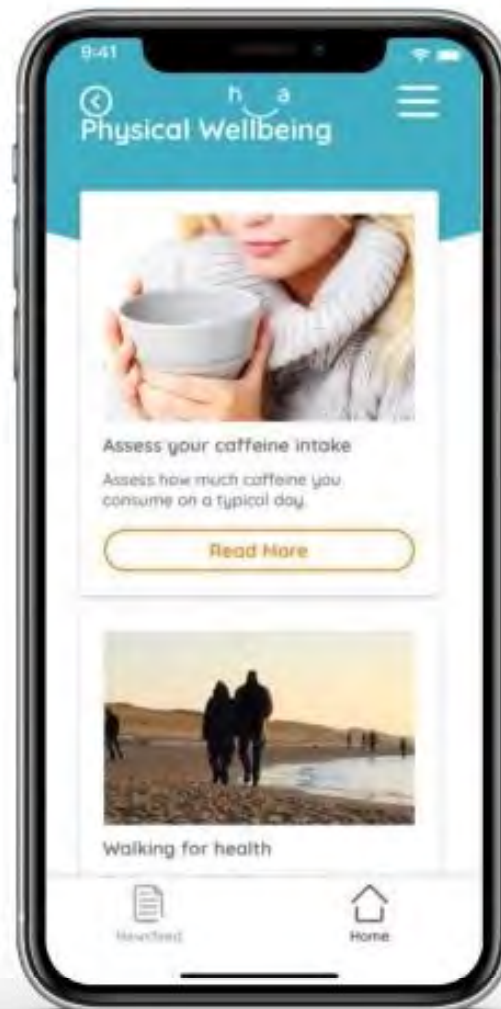 9:41
h a
Physical Wellbeing
Assess your caffeine intake
Assess how much caffeine you
consume on a typical day.
Read More
Walking for health
Newsfeed
Home